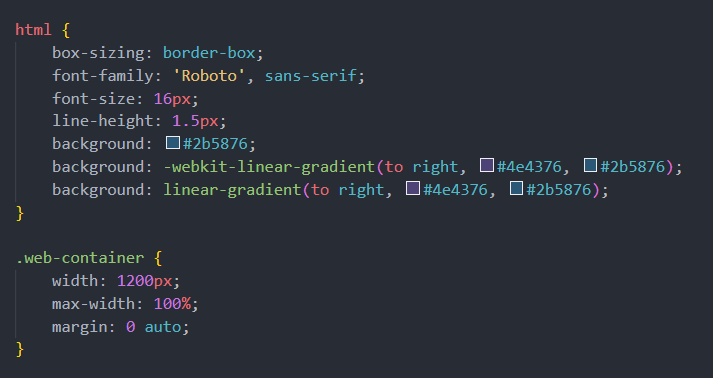 html {
    box-sizing: border-box;
    font-family: 'Roboto', sans-serif;
    font-size: 16px;
    line-height: 1.5px;
    background: #2b5876;
    background: -webkit-linear-gradient(to right, #4e4376, #2b5876);
    background: linear-gradient(to right, #4e4376, #2b5876);
}

.web-container {
    width: 1200px;
    max-width: 100%;
    margin: 0 auto;
}